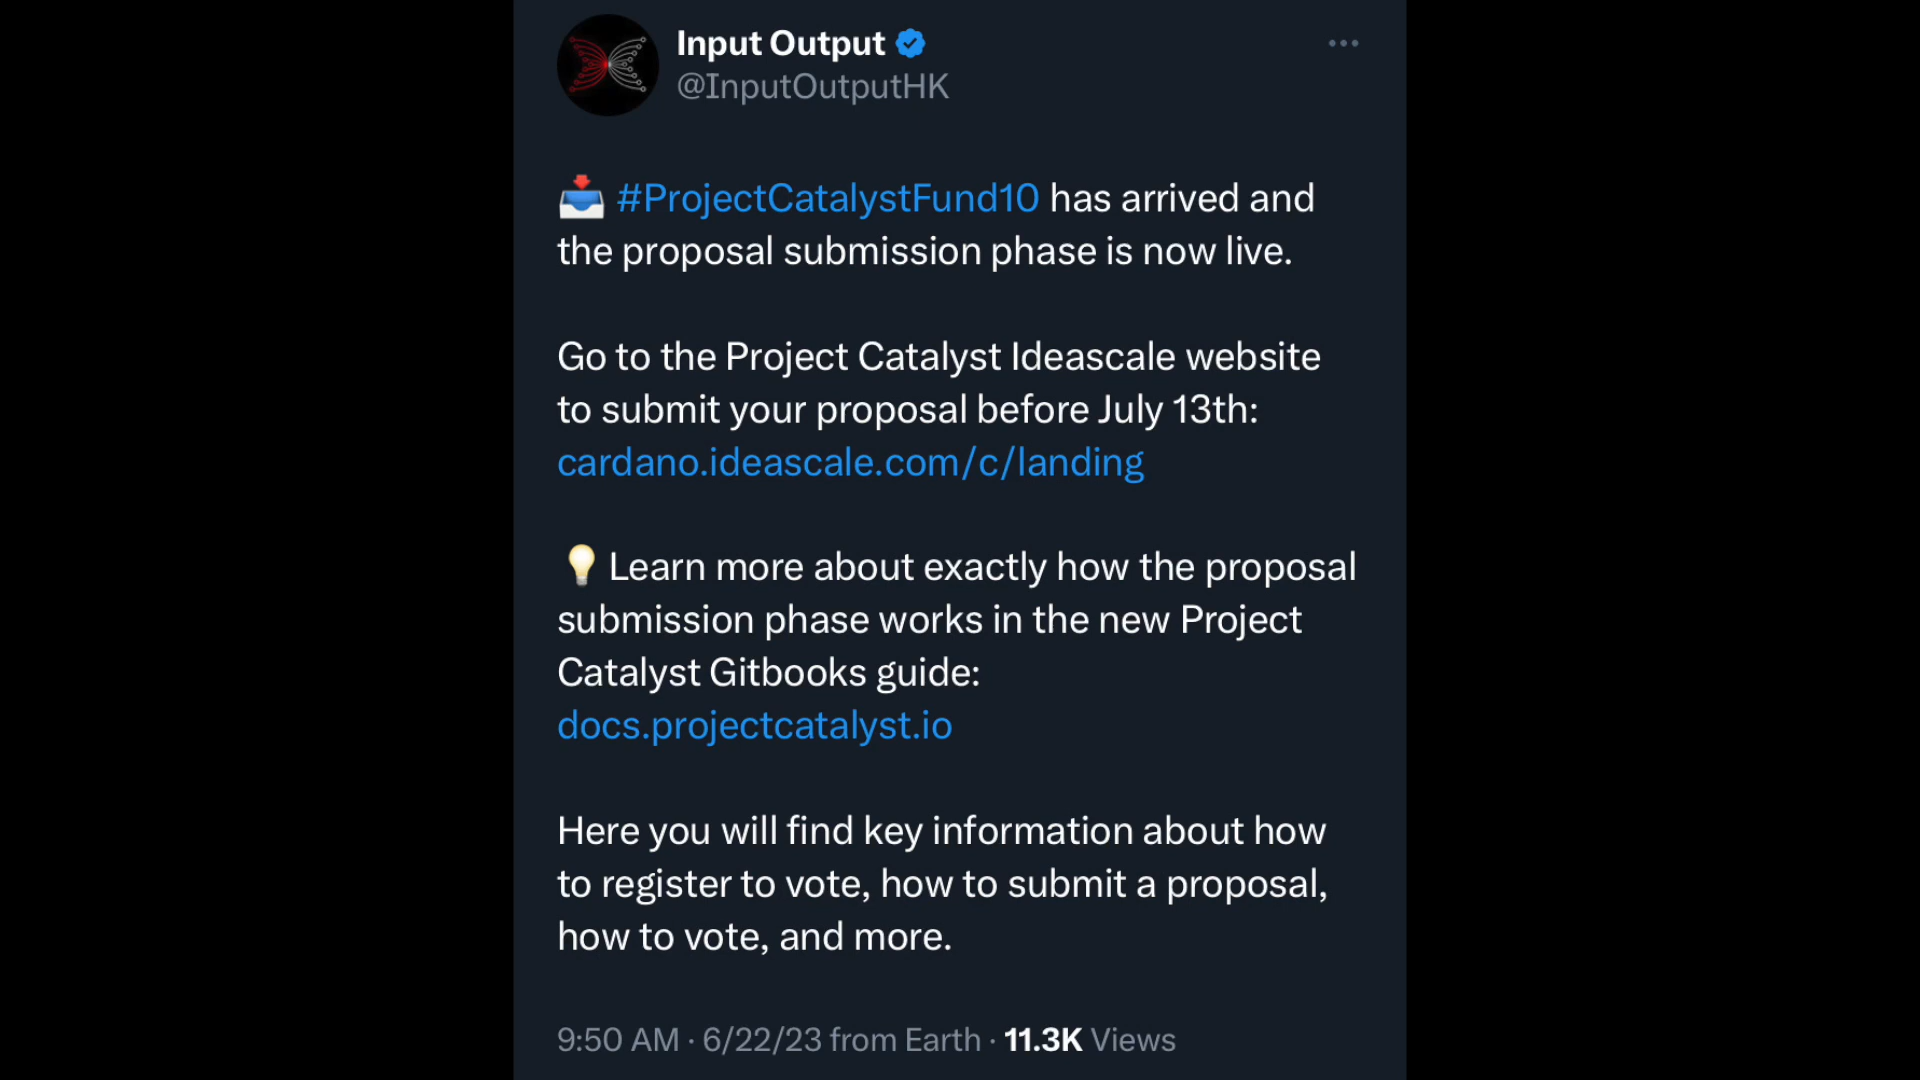 Input Output
@InputOutputHK
📥 #ProjectCatalystFund10 has arrived and
the proposal submission phase is now live.
Go to the Project Catalyst Ideascale website
to submit your proposal before July 13th:
cardano.ideascale.com/c/landing
💡 Learn more about exactly how the proposal
submission phase works in the new Project
Catalyst Gitbooks guide:
docs.projectcatalyst.io
Here you will find key information about how
to register to vote, how to submit a proposal,
how to vote, and more.
9:50 AM · 6/22/23 from Earth · 11.3K Views